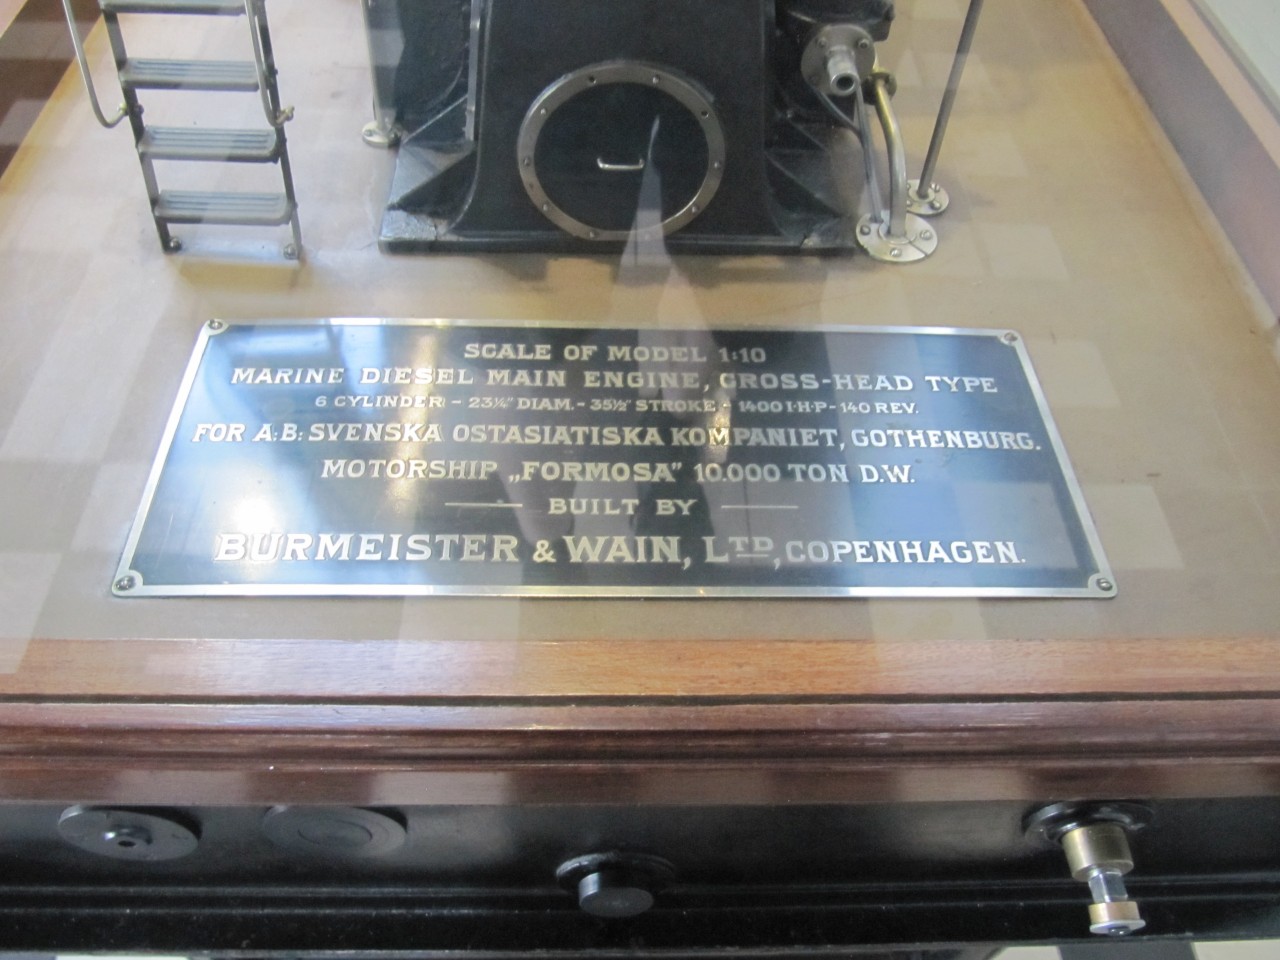 SCALE OF MODEL 1:10
MARINE DIESEL MAIN ENGINE, CROSS-HEAD TYPE
6 CYLINDER - 23¼" DIAM. - 35½" STROKE - 1400 I·H·P - 140 REV.
FOR A:B: SVENSKA OSTASIATISKA KOMPANIET, GOTHENBURG.
MOTORSHIP „FORMOSA" 10.000 TON D.W.
BUILT BY
BURMEISTER & WAIN, LTD, COPENHAGEN.